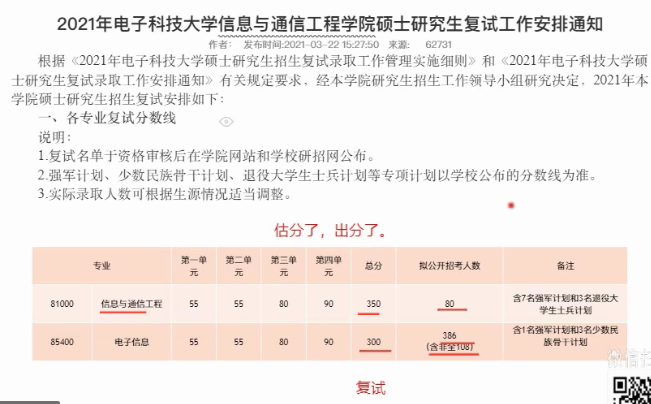 2021年电子科技大学信息与通信工程学院硕士研究生复试工作安排通知
作者: 发布时间:2021-03-22 15:27:50 来源: 62731
根据《2021年电子科技大学硕士研究生招生复试录取工作管理实施细则》和《2021年电子科技大学硕
士研究生复试录取工作安排通知》有关规定要求，经本学院研究生招生工作领导小组研究决定，2021年本
学院硕士研究生招生复试安排如下：
一、各专业复试分数线
说明：
1.复试名单于资格审核后在学院网站和学校研招网公布。
2.强军计划、少数民族骨干计划、退役大学生士兵计划等专项计划以学校公布的分数线为准。
3.实际录取人数可根据生源情况适当调整。
估分了，出分了。
专业 第一单元 第二单元 第三单元 第四单元 总分 拟公开招考人数 备注
81000 信息与通信工程 55 55 80 90 350 80 含7名强军计划和3名退役大学生士兵计划
85400 电子信息 55 55 80 90 300 386(含非全108) 含1名强军计划和3名少数民族骨干计划
复试
微信扫